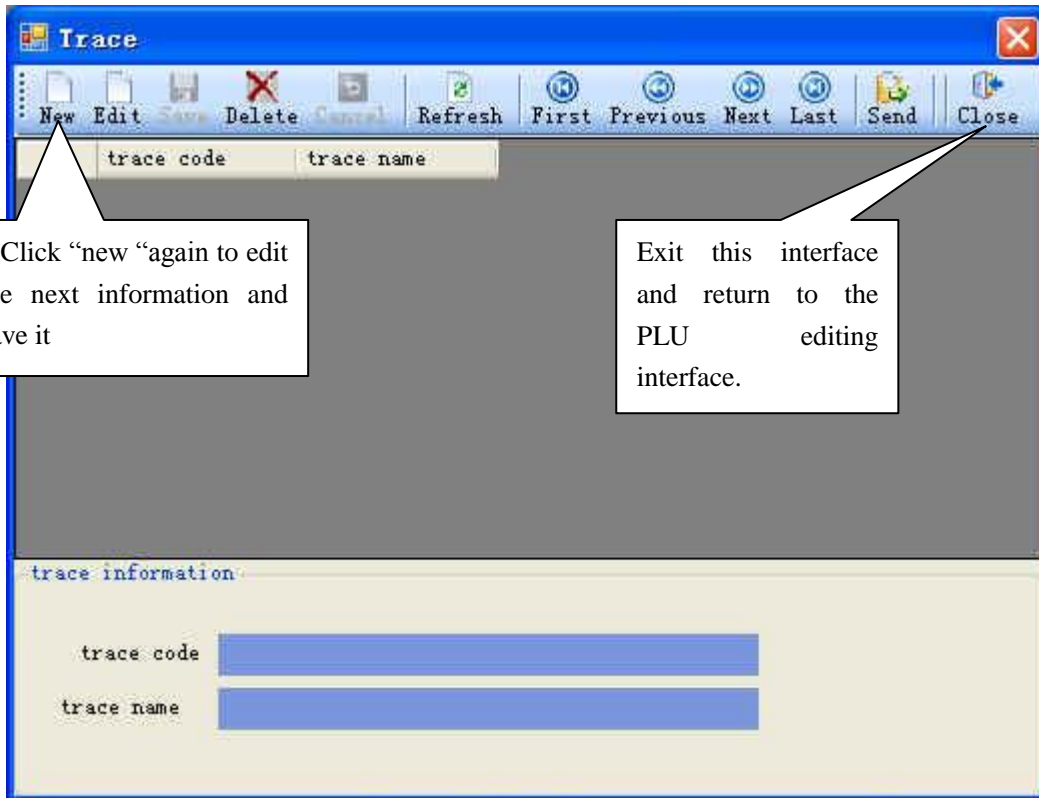 Trace
New Edit Save Delete Cancel Refresh First Previous Next Last Send Close
trace code trace name
Click “new “again to edit
e next information and
ve it
Exit this interface
and return to the
PLU editing
interface.
trace information
trace code
trace name